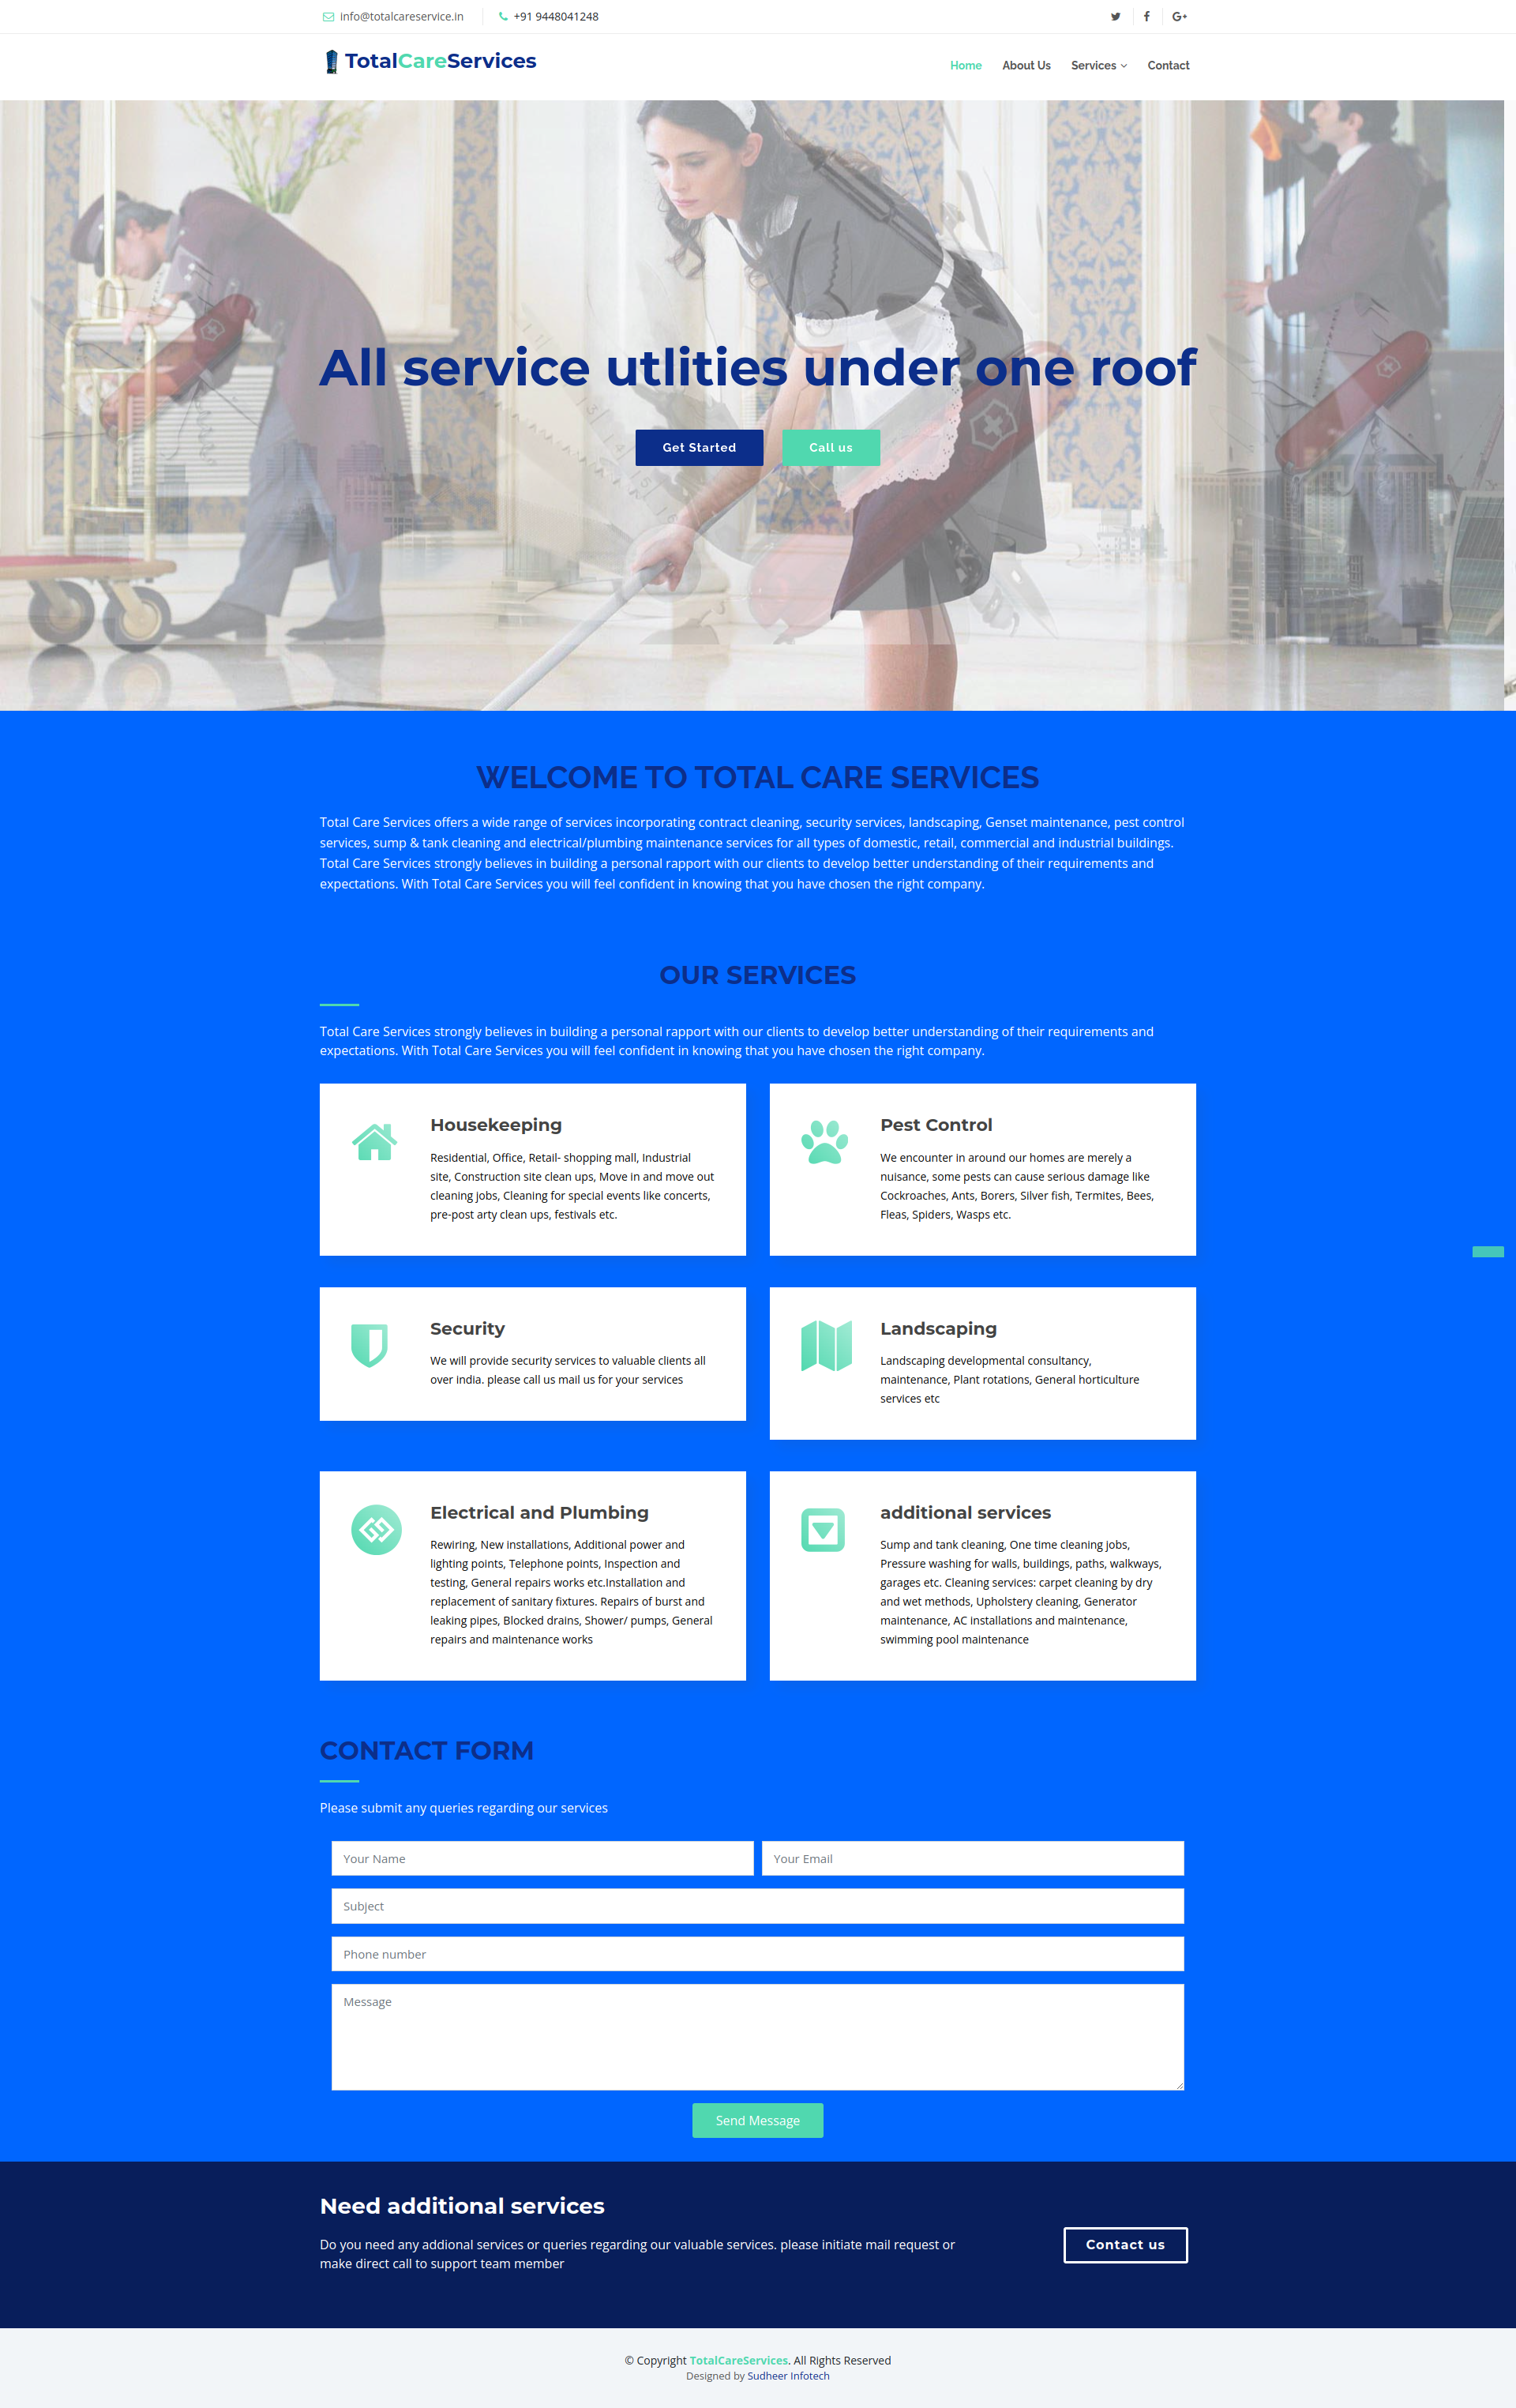 info@totalcareservice.in
+91 9448041248
TotalCareServices
Home
About Us
Services
Contact
All service utlities under one roof
Get Started
Call us
WELCOME TO TOTAL CARE SERVICES
Total Care Services offers a wide range of services incorporating contract cleaning, security services, landscaping, Genset maintenance, pest control
services, sump & tank cleaning and electrical/plumbing maintenance services for all types of domestic, retail, commercial and industrial buildings.
Total Care Services strongly believes in building a personal rapport with our clients to develop better understanding of their requirements and
expectations. With Total Care Services you will feel confident in knowing that you have chosen the right company.
OUR SERVICES
Total Care Services strongly believes in building a personal rapport with our clients to develop better understanding of their requirements and
expectations. With Total Care Services you will feel confident in knowing that you have chosen the right company.
Housekeeping
Residential, Office, Retail- shopping mall, Industrial
site, Construction site clean ups, Move in and move out
cleaning jobs, Cleaning for special events like concerts,
pre-post arty clean ups, festivals etc.
Pest Control
We encounter in around our homes are merely a
nuisance, some pests can cause serious damage like
Cockroaches, Ants, Borers, Silver fish, Termites, Bees,
Fleas, Spiders, Wasps etc.
Security
We will provide security services to valuable clients all
over india. please call us mail us for your services
Landscaping
Landscaping developmental consultancy,
maintenance, Plant rotations, General horticulture
services etc
Electrical and Plumbing
Rewiring, New installations, Additional power and
lighting points, Telephone points, Inspection and
testing, General repairs works etc.Installation and
replacement of sanitary fixtures. Repairs of burst and
leaking pipes, Blocked drains, Shower/ pumps, General
repairs and maintenance works
additional services
Sump and tank cleaning, One time cleaning jobs,
Pressure washing for walls, buildings, paths, walkways,
garages etc. Cleaning services: carpet cleaning by dry
and wet methods, Upholstery cleaning, Generator
maintenance, AC installations and maintenance,
swimming pool maintenance
CONTACT FORM
Please submit any queries regarding our services
Your Name
Your Email
Subject
Phone number
Message
Send Message
Need additional services
Do you need any addional services or queries regarding our valuable services. please initiate mail request or
make direct call to support team member
Contact us
© Copyright TotalCareServices. All Rights Reserved
Designed by Sudheer Infotech